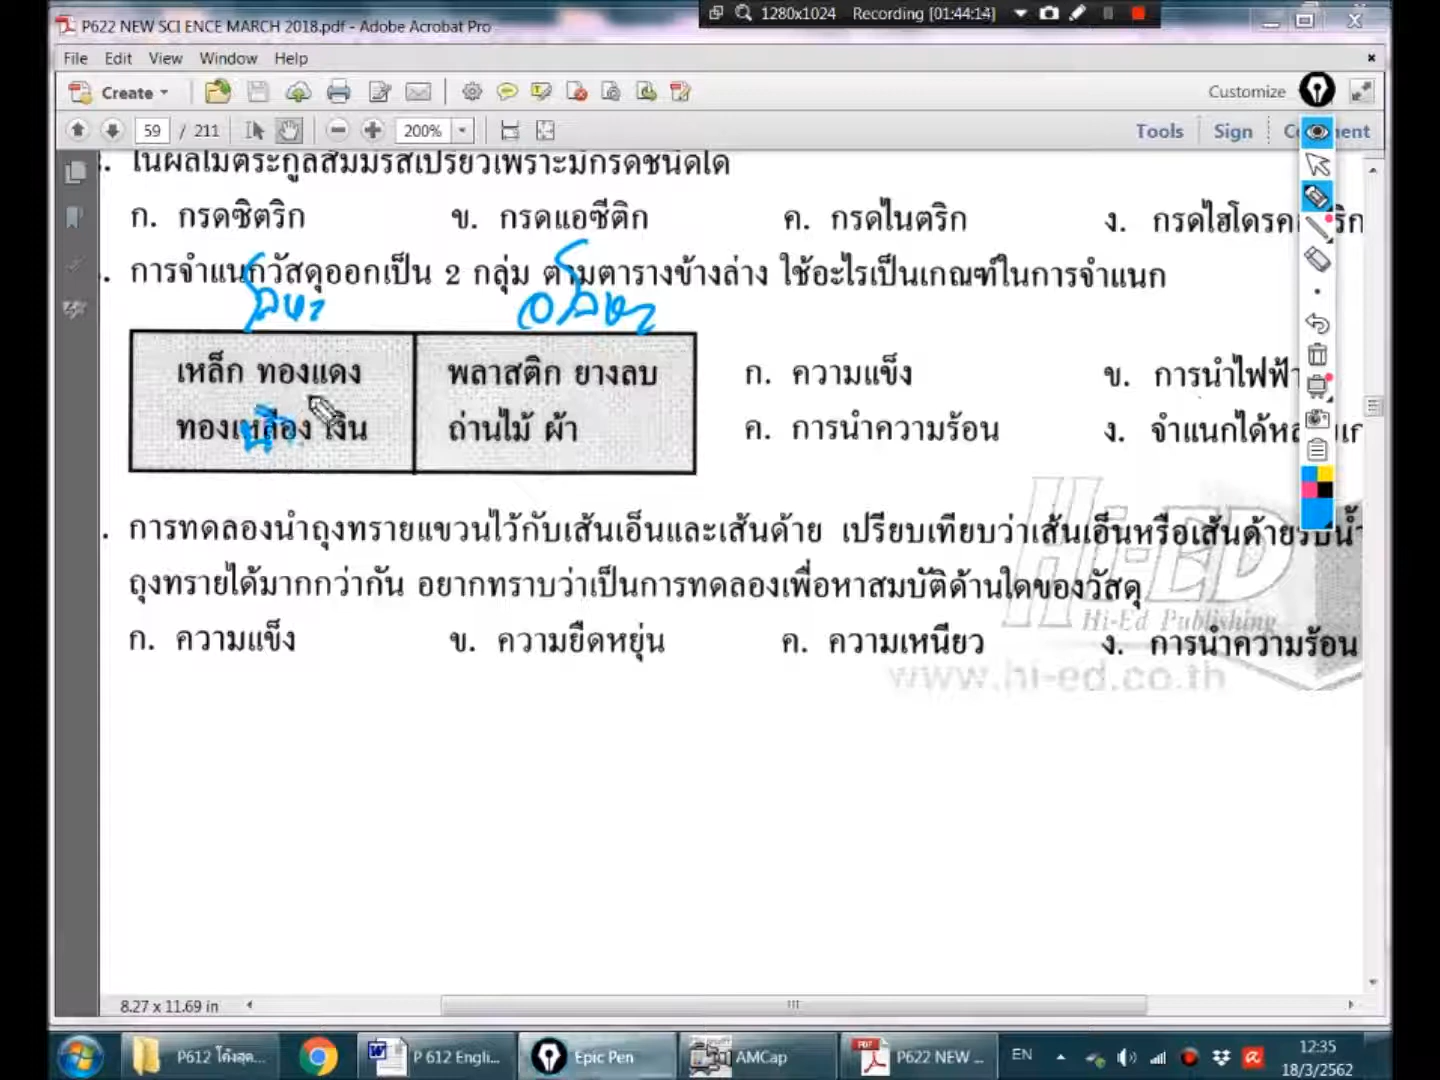 P622 NEW SCI ENCE MARCH 2018.pdf - Adobe Acrobat Pro
1280x1024 Recording [01:44:14]
File Edit View Window Help
Create Customize
59 / 211 200% Tools Sign
ในผลไม้ตระกูลส้มมีรสเปรี้ยวเพราะมีกรดชนิดใด
ก. กรดซิตริก ข. กรดแอซีติก ค. กรดไนตริก ง.
. การจำแนกวัสดุออกเป็น 2 กลุ่ม ตามตารางข้างล่าง ใช้อะไรเป็นเกณฑ์ในการจำแนก
โลหะ อโลหะ
เหล็ก ทองแดง พลาสติก ยางลบ ก. ความแข็ง ข. การนำไฟฟ้า
ทองเหลือง เงิน ถ่านไม้ ผ้า ค. การนำความร้อน ง.
. การทดลองนำถุงทรายแขวนไว้กับเส้นเอ็นและเส้นด้าย เปรียบเทียบว่าเส้นเอ็นหรือเส้นด้าย
ถุงทรายได้มากกว่ากัน อยากทราบว่าเป็นการทดลองเพื่อหาสมบัติด้านใดของวัสดุ
Hi-ED
Hi-Ed Publishing
ก. ความแข็ง ข. ความยืดหยุ่น ค. ความเหนียว ง. การนำความร้อน
www.hi-ed.co.th
8.27 x 11.69 in
P612 โค้งสุด... P 612 Engli... Epic Pen AMCap P622 NEW ... EN 12:35
18/3/2562